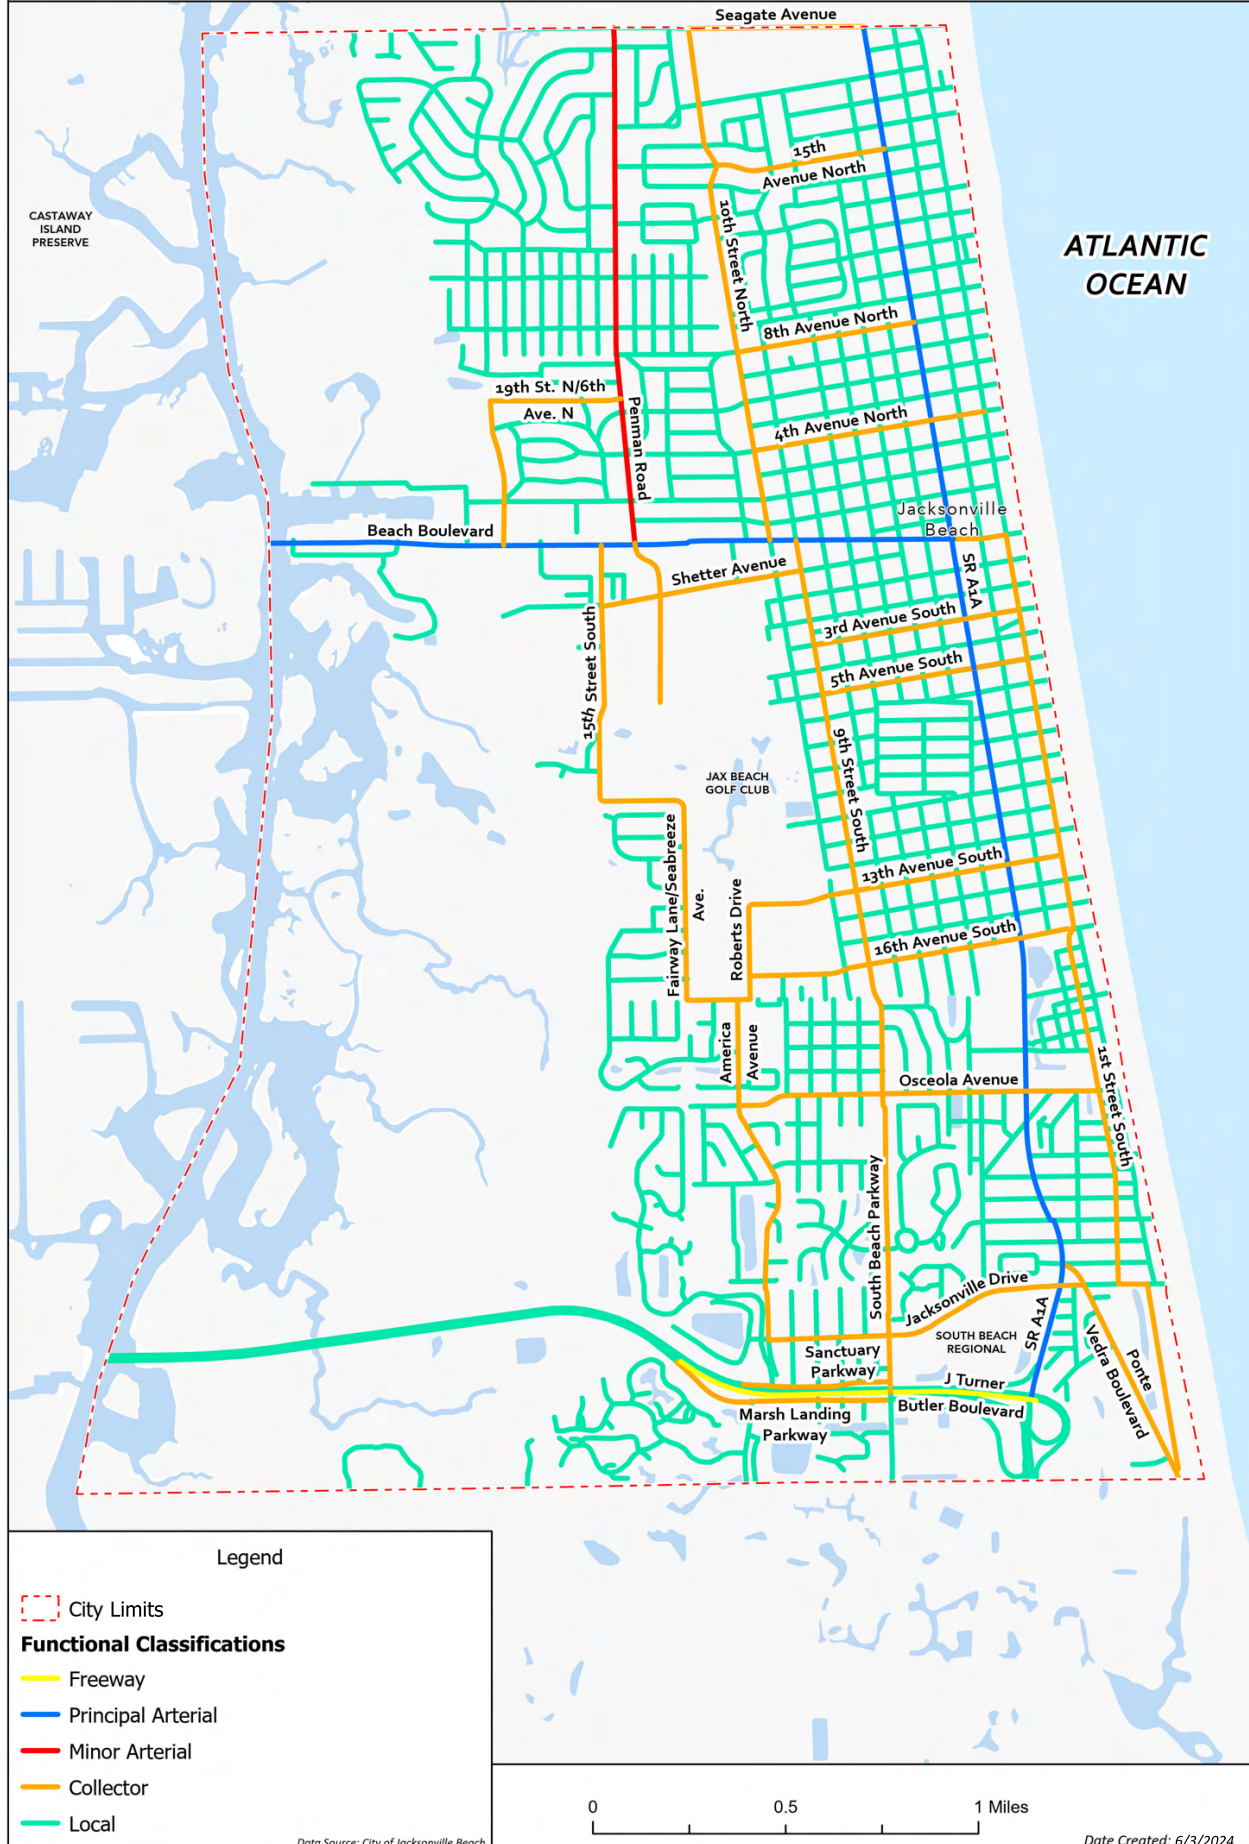 Seagate Avenue
15th
Avenue North
CASTAWAY
ISLAND
PRESERVE
10th Street North
ATLANTIC
OCEAN
8th Avenue North
19th St. N/6th
Ave. N
Penman Road
4th Avenue North
Jacksonville
Beach
Beach Boulevard
SR A1A
Shetter Avenue
3rd Avenue South
15th Street South
5th Avenue South
9th Street South
JAX BEACH
GOLF CLUB
Fairway Lane/Seabreeze
Ave.
Roberts Drive
13th Avenue South
16th Avenue South
America
Avenue
Osceola Avenue
1st Street South
South Beach Parkway
Jacksonville Drive
SOUTH BEACH
REGIONAL
SR A1A
Sanctuary
Parkway
Ponte
Vedra Boulevard
J Turner
Butler Boulevard
Marsh Landing
Parkway
Legend
City Limits
Functional Classifications
Freeway
Principal Arterial
Minor Arterial
Collector
Local
0 0.5 1 Miles
Data Source: City of Jacksonville Beach
Date Created: 6/3/2024